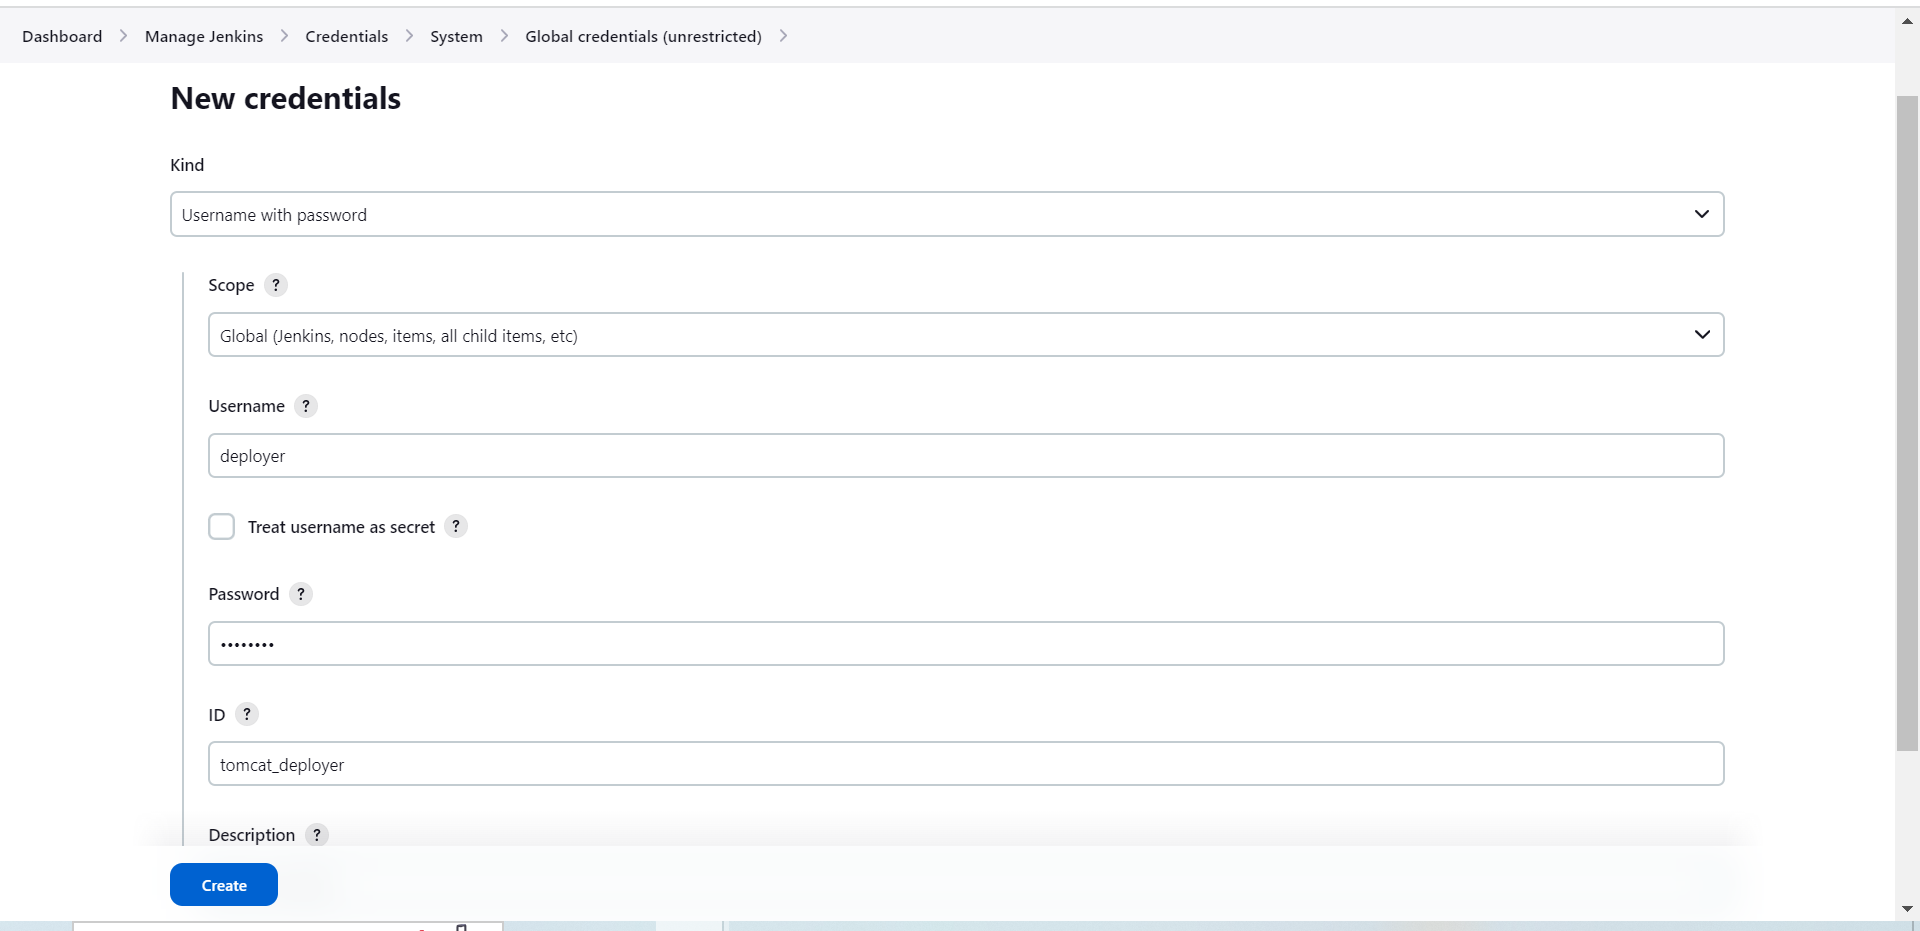 Dashboard > Manage Jenkins > Credentials > System > Global credentials (unrestricted) >
New credentials
Kind
Username with password
Scope ?
Global (Jenkins, nodes, items, all child items, etc)
Username ?
deployer
Treat username as secret ?
Password ?
••••••••
ID ?
tomcat_deployer
Description ?
Create